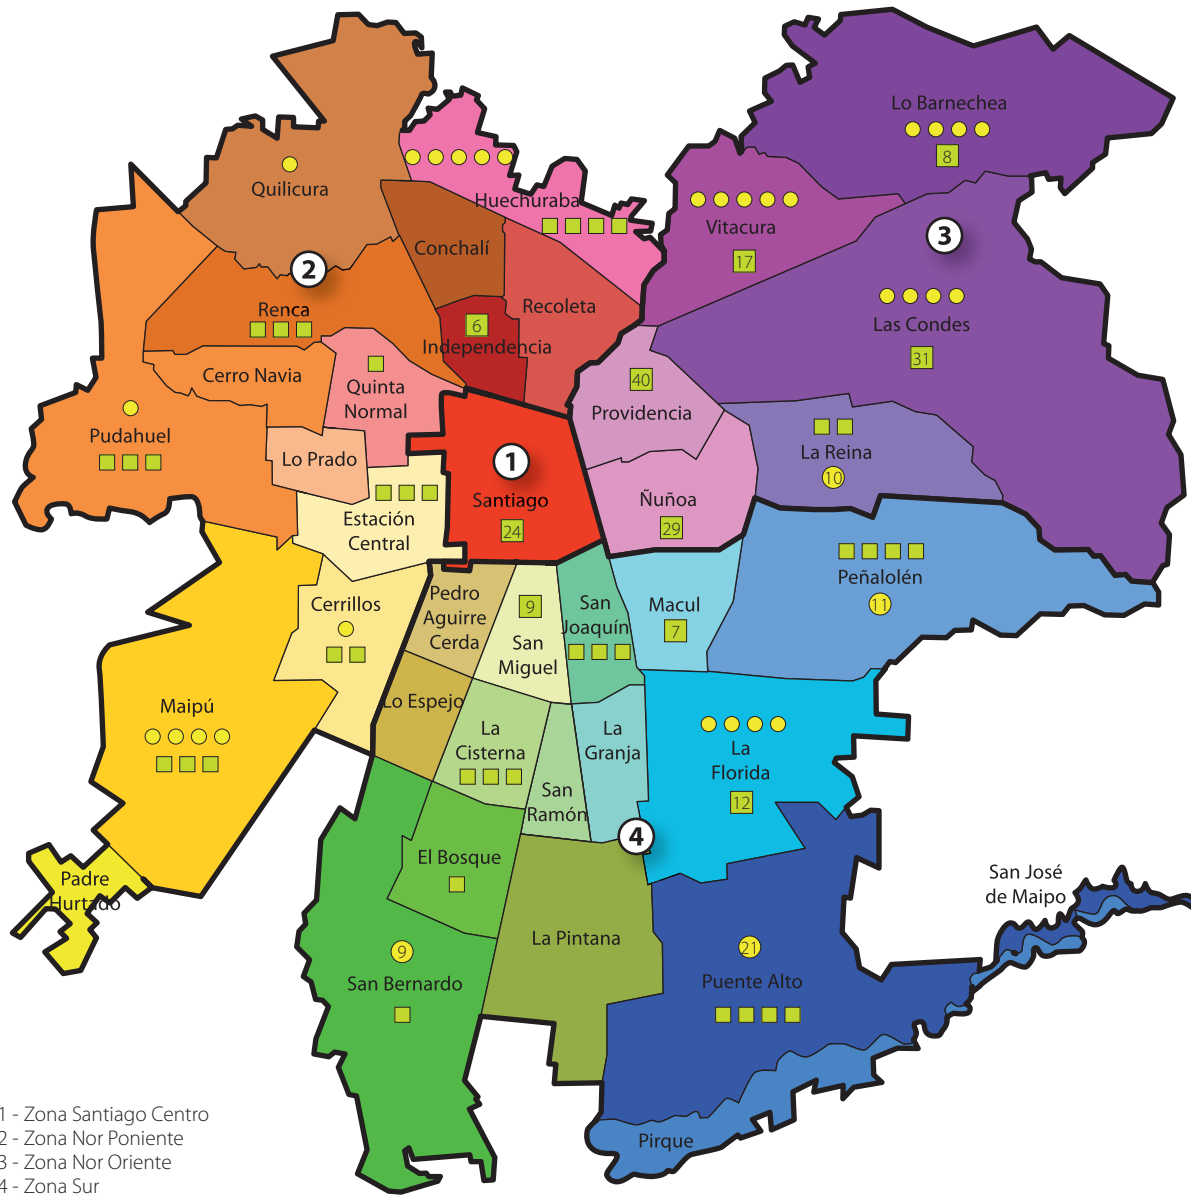 Lo Barnechea
8
Quilicura
Huechuraba
Vitacura
17
3
Conchalí
2
Renca
Recoleta
6
Independencia
Las Condes
31
Cerro Navia
Quinta
Normal
40
Providencia
Pudahuel
Lo Prado
1
La Reina
10
Santiago
24
Ñuñoa
29
Estación
Central
Peñalolén
11
Cerrillos
Pedro
Aguirre
Cerda
9
San
Miguel
San
Joaquín
Macul
7
Maipú
Lo Espejo
La
Cisterna
La
Granja
La
Florida
12
San
Ramón
4
El Bosque
Padre
Hurtado
San José
de Maipo
La Pintana
9
San Bernardo
21
Puente Alto
Pirque
1 - Zona Santiago Centro
2 - Zona Nor Poniente
3 - Zona Nor Oriente
4 - Zona Sur